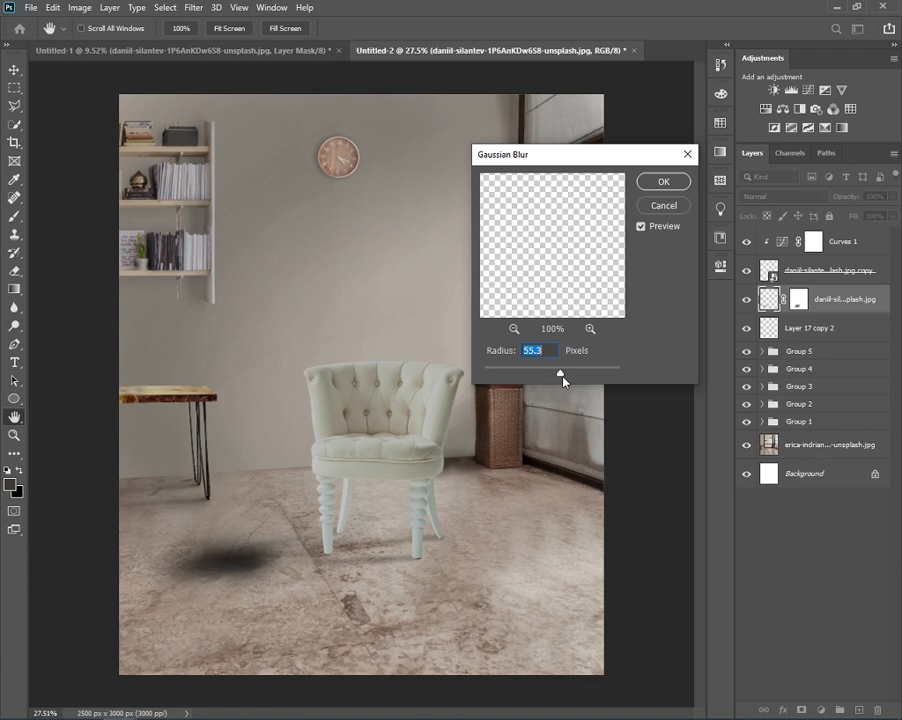 File Edit Image Layer Type Select Filter 3D View Window Help
Scroll All Windows 100% Fit Screen Fill Screen
Untitled-1 @ 9.52% (daniil-silantev-1P6AnKDw6S8-unsplash.jpg, Layer Mask/8) * ×
Untitled-2 @ 27.5% (daniil-silantev-1P6AnKDw6S8-unsplash.jpg, RGB/8) * ×
Gaussian Blur
OK
Cancel
Preview
100%
Radius: 55.3 Pixels
Adjustments
Add an adjustment
Layers Channels Paths
Kind
Normal Opacity: 100%
Lock: Fill: 100%
Curves 1
daniil-silante...lash.jpg copy
daniil-sil...plash.jpg
Layer 17 copy 2
Group 5
Group 4
Group 3
Group 2
Group 1
erica-indrian...-unsplash.jpg
Background
27.51% 2500 px x 3000 px (3000 ppi)